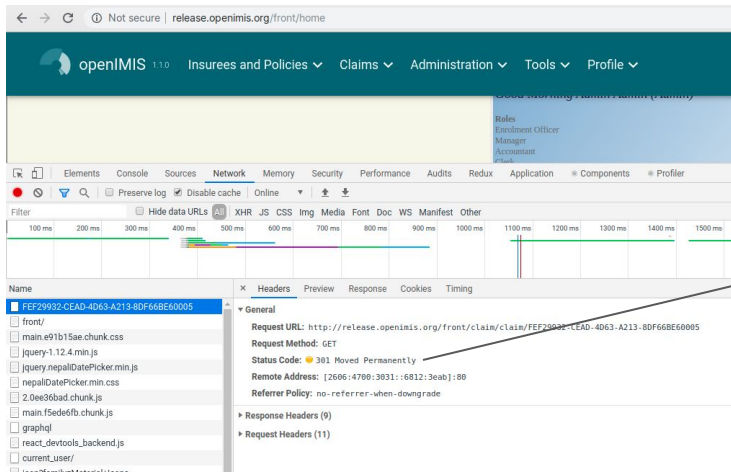 Not secure | release.openimis.org/front/home
openIMIS 1.1.0 Insurees and Policies Claims Administration Tools Profile
Good Morning Admin Admin (Admin)
Roles
Enrolment Officer
Manager
Accountant
Clerk
Elements Console Sources Network Memory Security Performance Audits Redux Application Components Profiler
Preserve log Disable cache Online
Filter Hide data URLs All XHR JS CSS Img Media Font Doc WS Manifest Other
100 ms 200 ms 300 ms 400 ms 500 ms 600 ms 700 ms 800 ms 900 ms 1000 ms 1100 ms 1200 ms 1300 ms 1400 ms 1500 ms
Name × Headers Preview Response Cookies Timing
FEF29932-CEAD-4D63-A213-8DF66BE60005
front/
main.e91b15ae.chunk.css
jquery-1.12.4.min.js
jquery.nepaliDatePicker.min.js
nepaliDatePicker.min.css
2.0ee36bad.chunk.js
main.f5ede6fb.chunk.js
graphql
react_devtools_backend.js
current_user/
General
Request URL: http://release.openimis.org/front/claim/claim/FEF29932-CEAD-4D63-A213-8DF66BE60005
Request Method: GET
Status Code: 301 Moved Permanently
Remote Address: [2606:4700:3031::6812:3eab]:80
Referrer Policy: no-referrer-when-downgrade
Response Headers (9)
Request Headers (11)